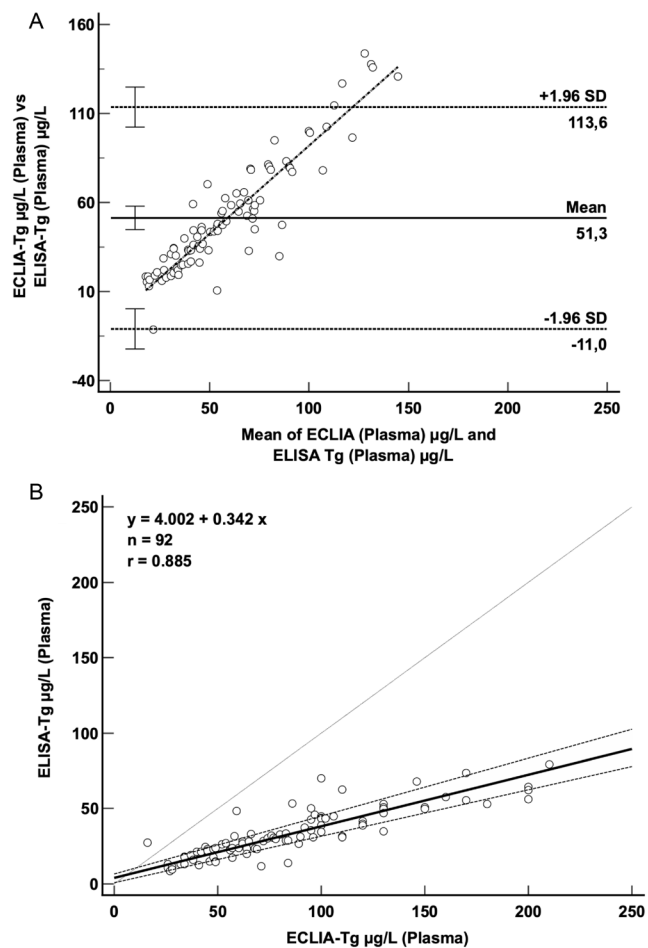 A
ECLIA-Tg µg/L (Plasma) vs
ELISA-Tg (Plasma) µg/L
160
110
60
10
-40
+1.96 SD
113,6
Mean
51,3
-1.96 SD
-11,0
0
50
100
150
200
250
Mean of ECLIA (Plasma) µg/L and
ELISA Tg (Plasma) µg/L
B
ELISA-Tg µg/L (Plasma)
250
200
150
100
50
0
y = 4.002 + 0.342 x
n = 92
r = 0.885
0
50
100
150
200
250
ECLIA-Tg µg/L (Plasma)